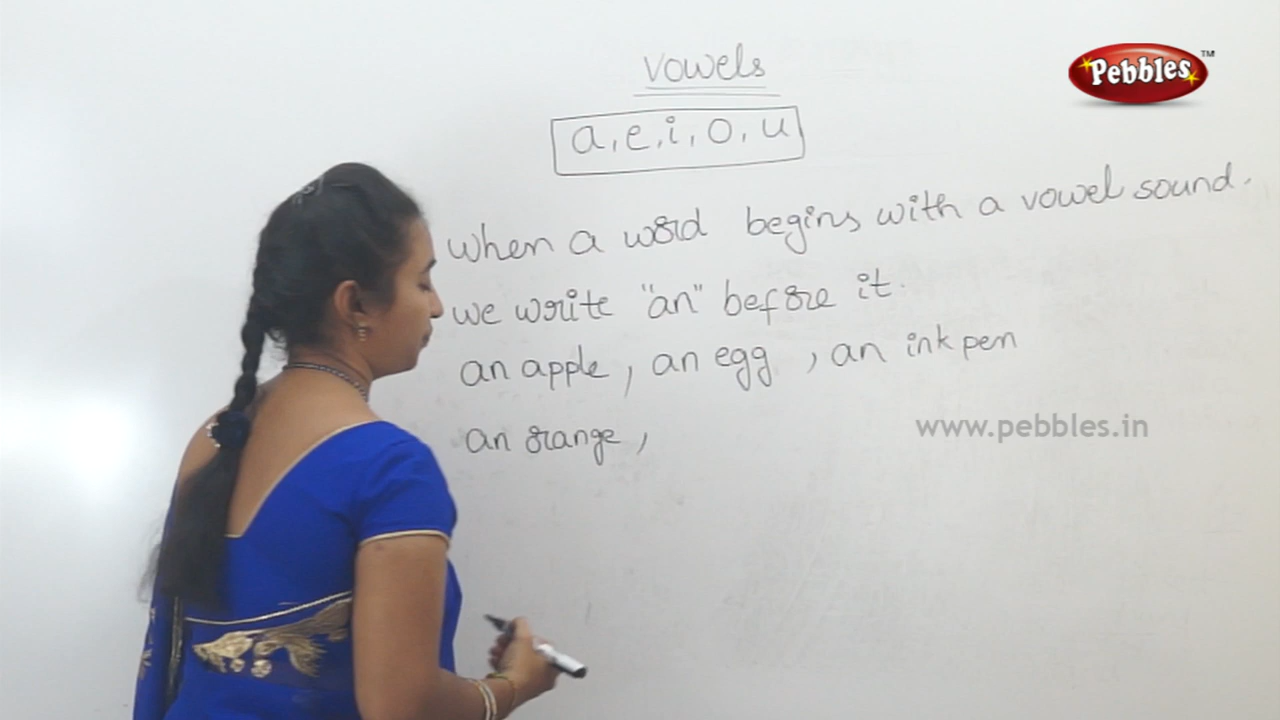 vowels
Pebbles™
a, e, i, o, u
When a word begins with a vowel sound.
we write "an" before it.
an apple, an egg, an ink pen
www.pebbles.in
an orange,